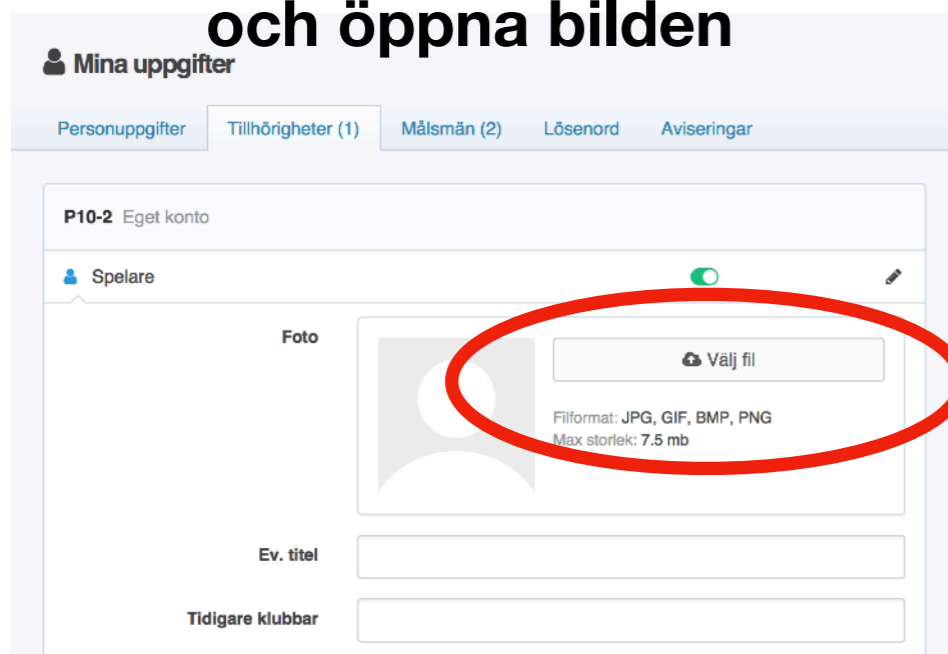 och öppna bilden
Mina uppgifter
Personuppgifter Tillhörigheter (1) Målsmän (2) Lösenord Aviseringar
P10-2 Eget konto
Spelare
Foto
Välj fil
Filformat: JPG, GIF, BMP, PNG
Max storlek: 7.5 mb
Ev. titel
Tidigare klubbar